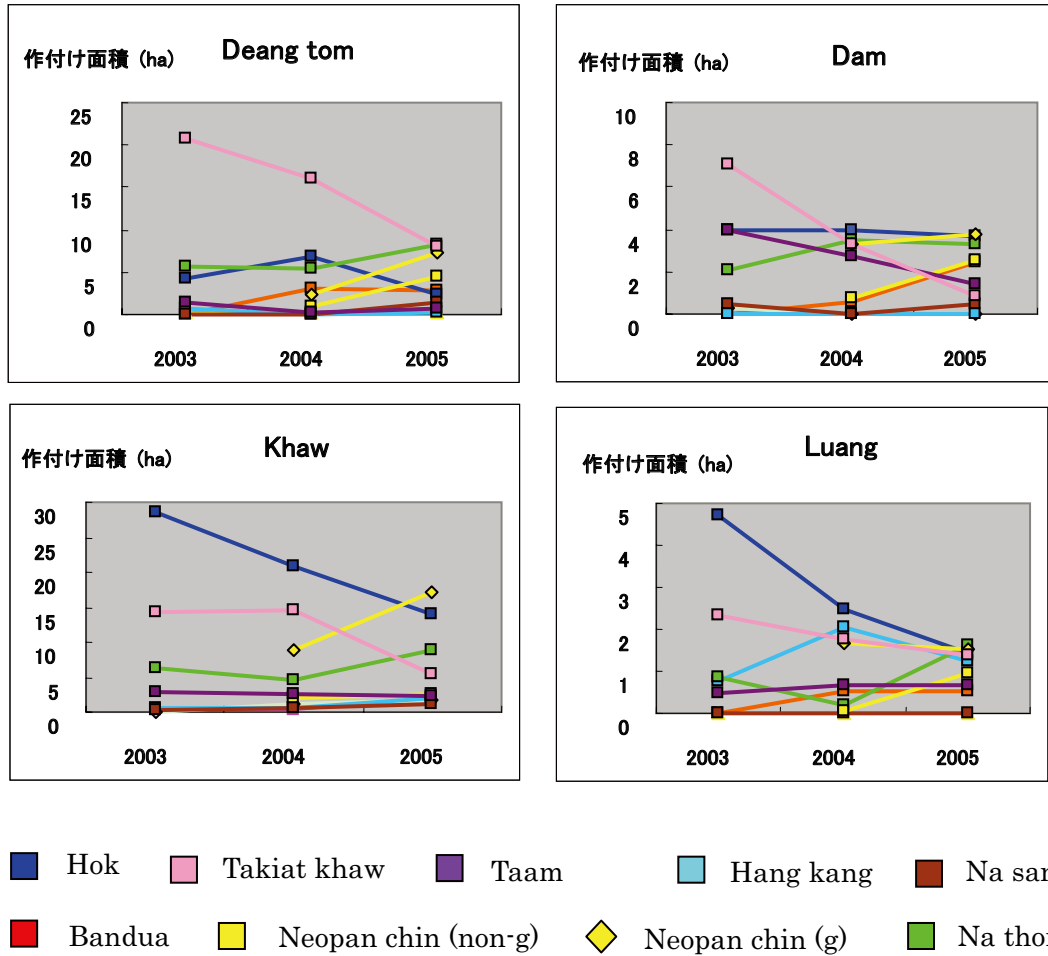 Deang tom
作付け面積 (ha)
25
20
15
10
5
0
2003 2004 2005
Dam
作付け面積 (ha)
10
8
6
4
2
0
2003 2004 2005
Khaw
作付け面積 (ha)
30
25
20
15
10
5
0
2003 2004 2005
Luang
作付け面積 (ha)
5
4
3
2
1
0
2003 2004 2005
Hok Takiat khaw Taam Hang kang Na
Bandua Neopan chin (non-g) Neopan chin (g) Na